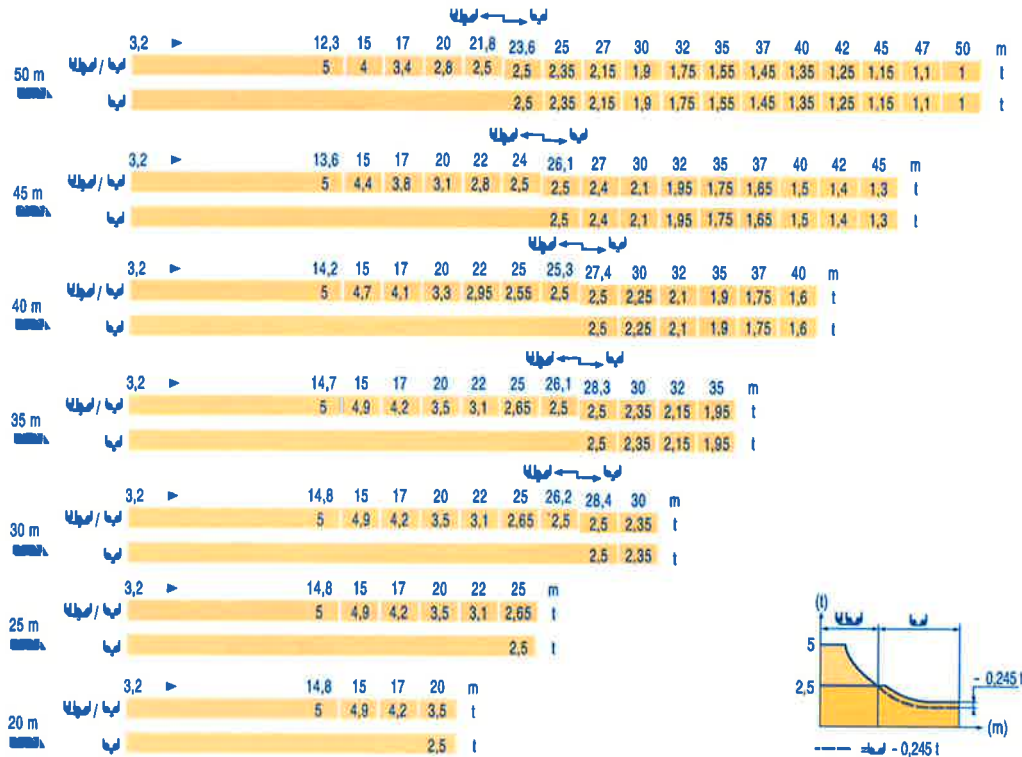 3,2 ► 12,3 15 17 20 21,8 23,6 25 27 30 32 35 37 40 42 45 47 50 m
50 m
/ 5 4 3,4 2,8 2,5 2,5 2,35 2,15 1,9 1,75 1,55 1,45 1,35 1,25 1,15 1,1 1 t
2,5 2,35 2,15 1,9 1,75 1,55 1,45 1,35 1,25 1,15 1,1 1 t
3,2 ► 13,6 15 17 20 22 24 26,1 27 30 32 35 37 40 42 45 m
45 m
/ 5 4,4 3,8 3,1 2,8 2,5 2,5 2,4 2,1 1,95 1,75 1,65 1,5 1,4 1,3 t
2,5 2,4 2,1 1,95 1,75 1,65 1,5 1,4 1,3 t
3,2 ► 14,2 15 17 20 22 25 25,3 27,4 30 32 35 37 40 m
40 m
/ 5 4,7 4,1 3,3 2,95 2,55 2,5 2,5 2,25 2,1 1,9 1,75 1,6 t
2,5 2,25 2,1 1,9 1,75 1,6 t
3,2 ► 14,7 15 17 20 22 25 26,1 28,3 30 32 35 m
35 m
/ 5 4,9 4,2 3,5 3,1 2,65 2,5 2,5 2,35 2,15 1,95 t
2,5 2,35 2,15 1,95 t
3,2 ► 14,8 15 17 20 22 25 26,2 28,4 30 m
30 m
/ 5 4,9 4,2 3,5 3,1 2,65 2,5 2,5 2,35 t
2,5 2,35 t
3,2 ► 14,8 15 17 20 22 25 m
25 m
/ 5 4,9 4,2 3,5 3,1 2,65 t
2,5 t
3,2 ► 14,8 15 17 20 m
20 m
/ 5 4,9 4,2 3,5 t
2,5 t
(t)
5
2,5
- 0,245 t
(m)
= - 0,245 t